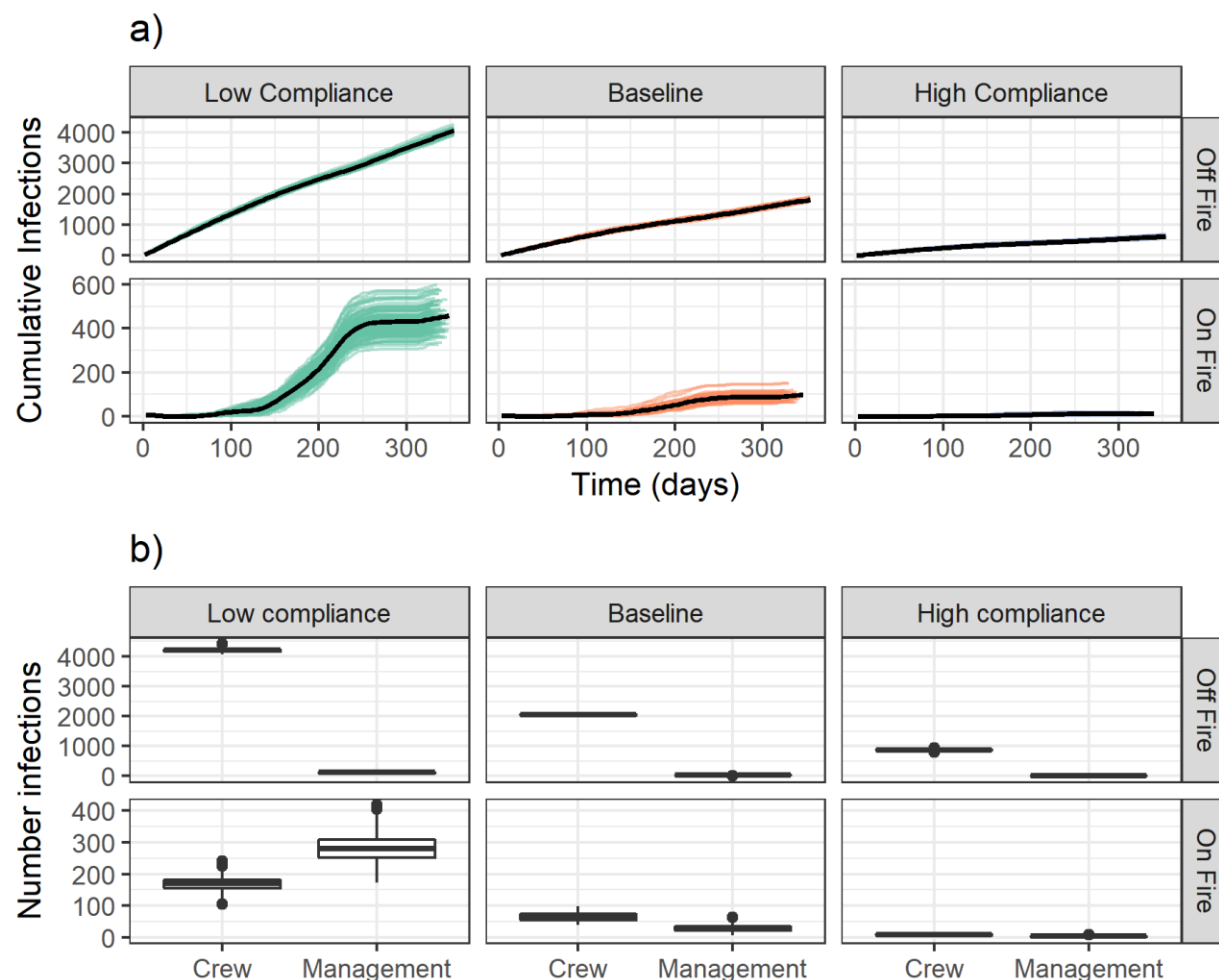 a)
Low Compliance Baseline High Compliance
Cumulative Infections
4000
3000
2000
1000
0
Off Fire
600
400
200
0
On Fire
0 100 200 300 0 100 200 300 0 100 200 300
Time (days)
b)
Low compliance Baseline High compliance
Number infections
4000
3000
2000
1000
0
Off Fire
400
300
200
100
0
On Fire
Crew Management Crew Management Crew Management